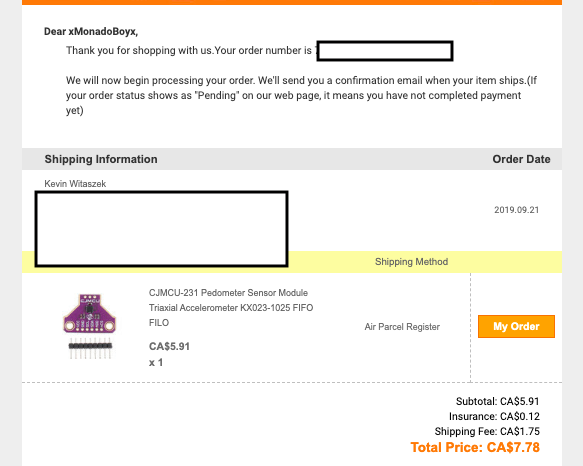 Dear xMonadoBoyx,
Thank you for shopping with us.Your order number is
We will now begin processing your order. We'll send you a confirmation email when your item ships.(If
your order status shows as "Pending" on our web page, it means you have not completed payment
yet)
Shipping Information Order Date
Kevin Witaszek
2019.09.21
Shipping Method
CJMCU
CJMCU-231 Pedometer Sensor Module
Triaxial Accelerometer KX023-1025 FIFO
FILO
CA$5.91
x 1
Air Parcel Register
My Order
Subtotal: CA$5.91
Insurance: CA$0.12
Shipping Fee: CA$1.75
Total Price: CA$7.78